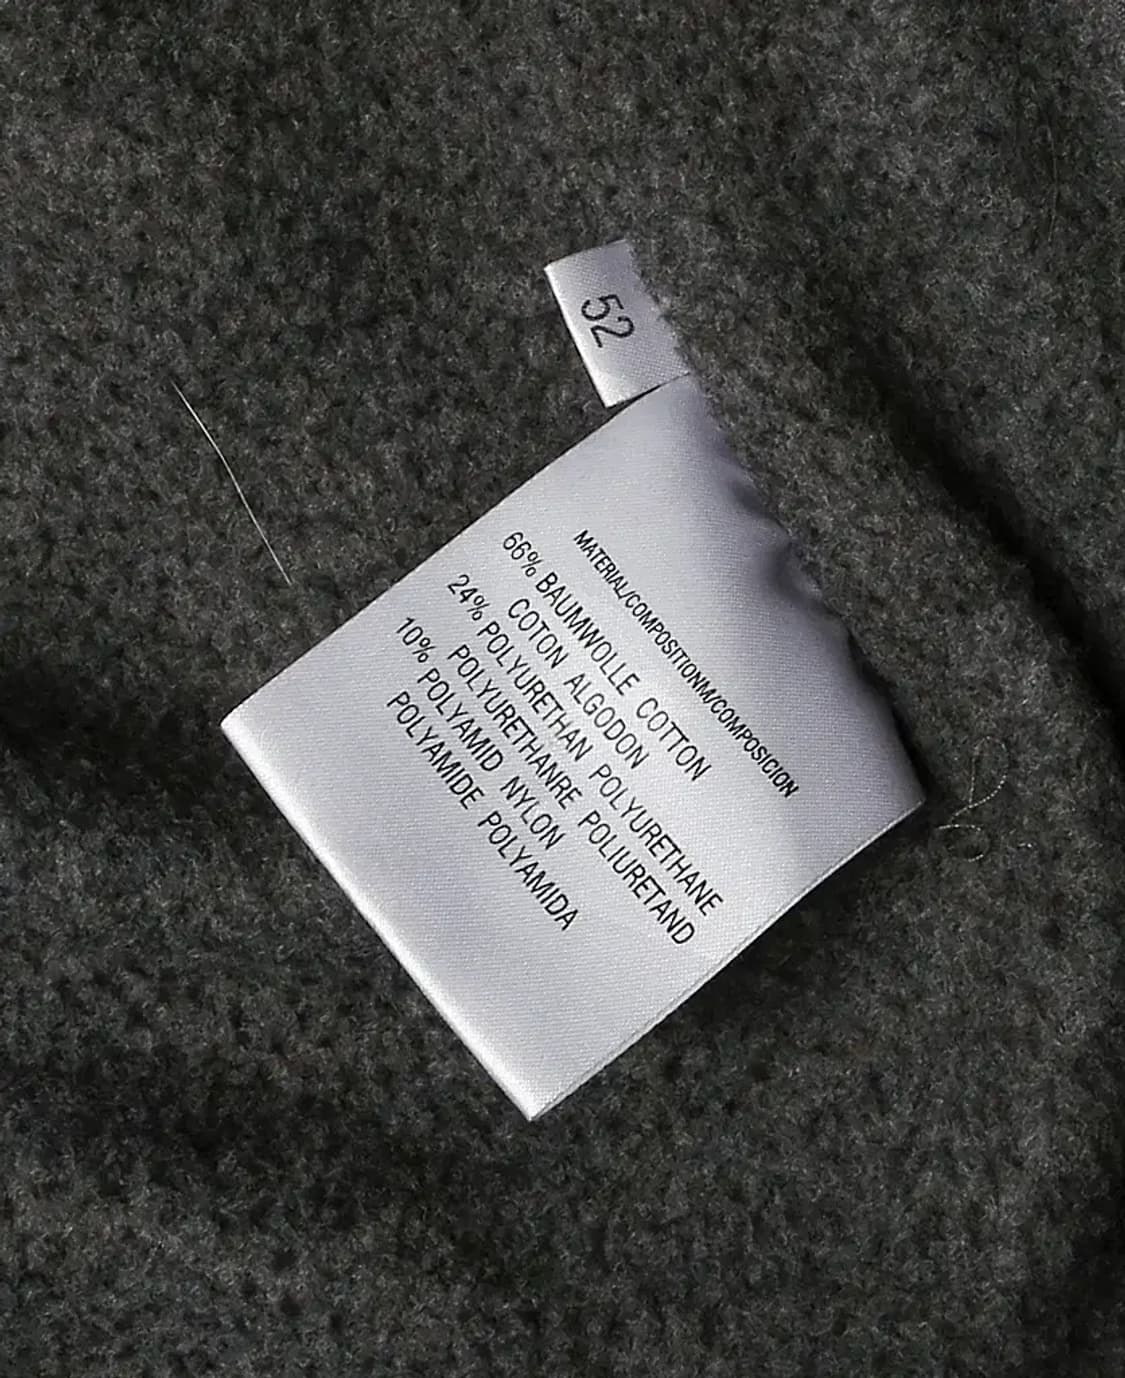 52
MATERIAL/COMPOSITIONM/COMPOSICION
66% BAUMWOLLE COTTON
COTON ALGODON
24% POLYURETHAN POLYURETHANE
POLYURETHANRE POLIURETAND
10% POLYAMID NYLON
POLYAMIDE POLYAMIDA